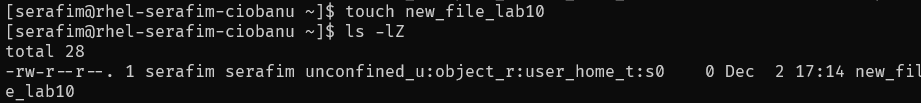 [serafim@rhel-serafim-ciobanu ~]$ touch new_file_lab10
[serafim@rhel-serafim-ciobanu ~]$ ls -lZ
total 28
-rw-r--r--. 1 serafim serafim unconfined_u:object_r:user_home_t:s0    0 Dec  2 17:14 new_fil
e_lab10